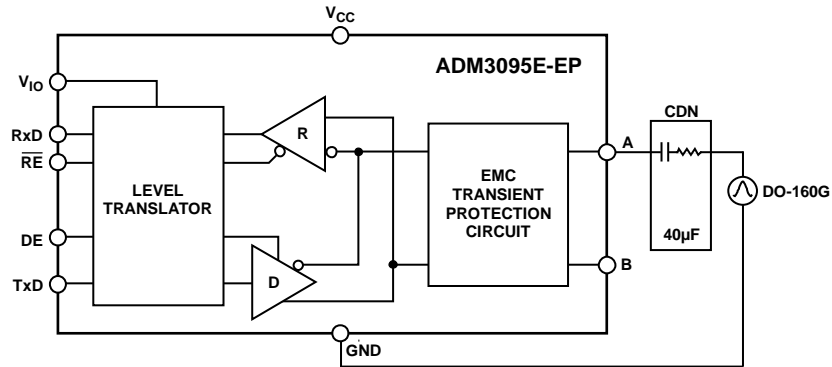 VCC
ADM3095E-EP
VIO
RxD
RE
DE
TxD
LEVEL
TRANSLATOR
R
D
EMC
TRANSIENT
PROTECTION
CIRCUIT
A
B
CDN
40µF
DO-160G
GND